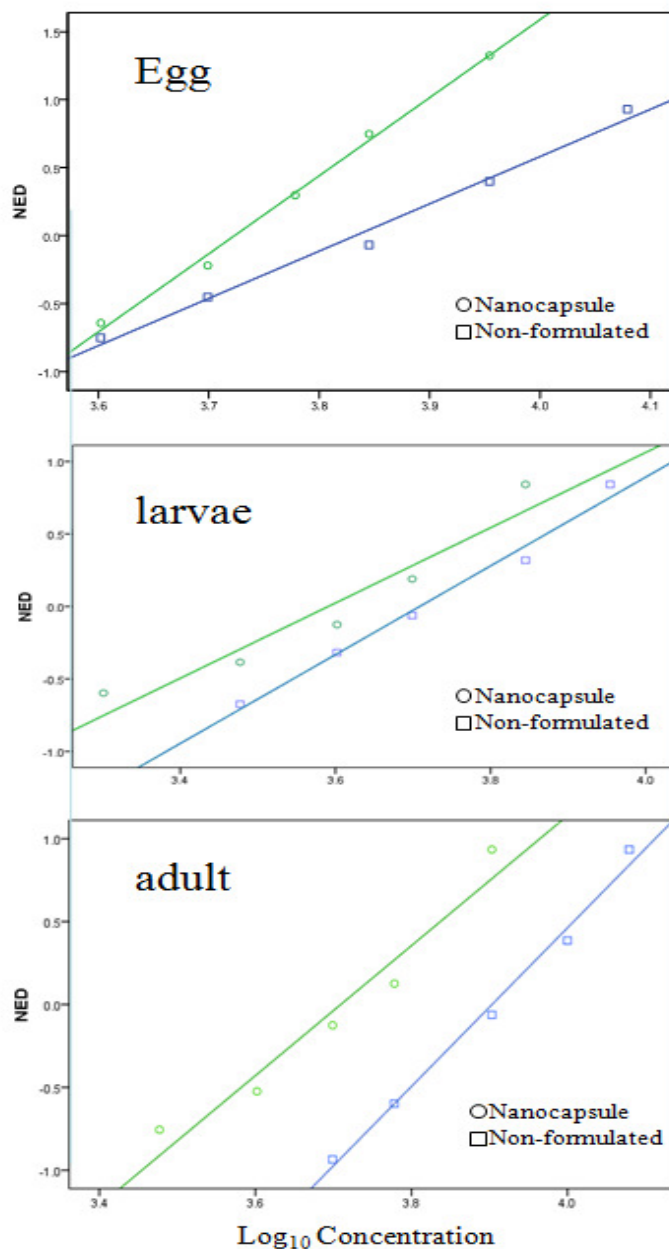 1.5
Egg
1.0
0.5
NED
0.0
-0.5
Nanocapsule
Non-formulated
-1.0
3.6 3.7 3.8 3.9 4.0 4.1
1.0
larvae
0.5
NED
0.0
-0.5
Nanocapsule
Non-formulated
-1.0
3.4 3.6 3.8 4.0
1.0
adult
0.5
NED
0.0
-0.5
Nanocapsule
Non-formulated
-1.0
3.4 3.6 3.8 4.0
Log₁₀ Concentration